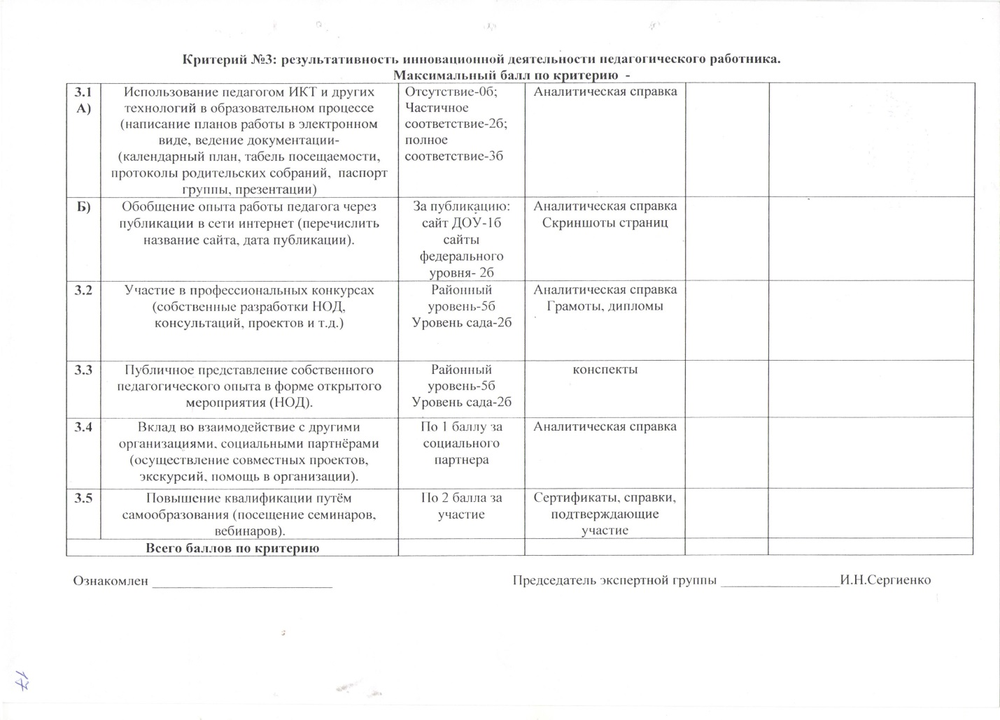 Критерий №3: результативность инновационной деятельности педагогического работника.
Максимальный балл по критерию -
3.1
А)
Использование педагогом ИКТ и других
технологий в образовательном процессе
(написание планов работы в электронном
виде, ведение документации-
(календарный план, табель посещаемости,
протоколы родительских собраний, паспорт
группы, презентации)
Отсутствие-0б;
Частичное
соответствие-2б;
полное
соответствие-3б
Аналитическая справка
Б)
Обобщение опыта работы педагога через
публикации в сети интернет (перечислить
название сайта, дата публикации).
За публикацию:
сайт ДОУ-1б
сайты
федерального
уровня- 2б
Аналитическая справка
Скриншоты страниц
3.2
Участие в профессиональных конкурсах
(собственные разработки НОД,
консультаций, проектов и т.д.)
Районный
уровень-5б
Уровень сада-2б
Аналитическая справка
Грамоты, дипломы
3.3
Публичное представление собственного
педагогического опыта в форме открытого
мероприятия (НОД).
Районный
уровень-5б
Уровень сада-2б
конспекты
3.4
Вклад во взаимодействие с другими
организациями, социальными партнёрами
(осуществление совместных проектов,
экскурсий, помощь в организации).
По 1 баллу за
социального
партнера
Аналитическая справка
3.5
Повышение квалификации путём
самообразования (посещение семинаров,
вебинаров).
По 2 балла за
участие
Сертификаты, справки,
подтверждающие
участие
Всего баллов по критерию
Ознакомлен __________________________ Председатель экспертной группы _________________И.Н.Сергиенко